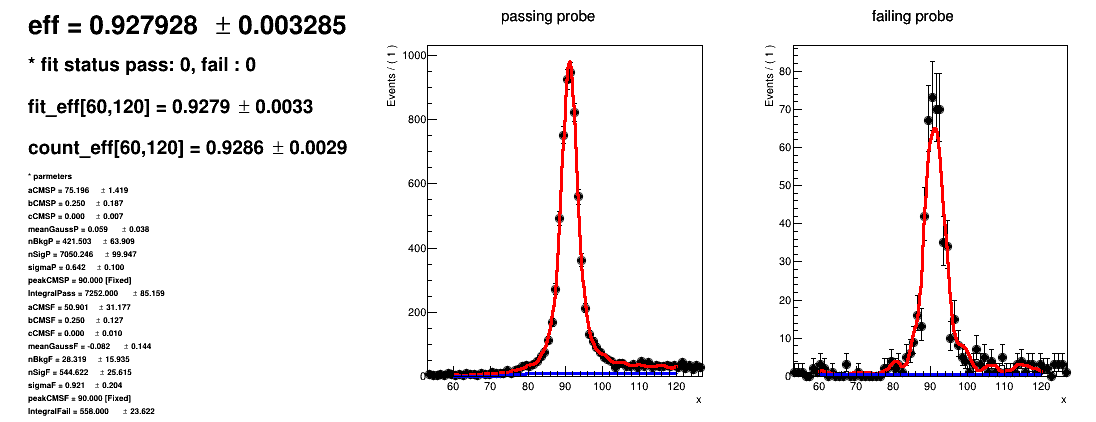 eff = 0.927928 ± 0.003285
* fit status pass: 0, fail : 0
fit_eff[60,120] = 0.9279 ± 0.0033
count_eff[60,120] = 0.9286 ± 0.0029
* parmeters
aCMSP = 75.196 ± 1.419
bCMSP = 0.250 ± 0.187
cCMSP = 0.000 ± 0.007
meanGaussP = 0.059 ± 0.038
nBkgP = 421.503 ± 63.909
nSigP = 7050.246 ± 99.947
sigmaP = 0.642 ± 0.100
peakCMSP = 90.000 [Fixed]
IntegralPass = 7252.000 ± 85.159
aCMSF = 50.901 ± 31.177
bCMSF = 0.250 ± 0.127
cCMSF = 0.000 ± 0.010
meanGaussF = -0.082 ± 0.144
nBkgF = 28.319 ± 15.935
nSigF = 544.622 ± 25.615
sigmaF = 0.921 ± 0.204
peakCMSF = 90.000 [Fixed]
IntegralFail = 558.000 ± 23.622
passing probe
Events / ( 1 )
1000
800
600
400
200
0
60 70 80 90 100 110 120
x
failing probe
Events / ( 1 )
80
70
60
50
40
30
20
10
0
60 70 80 90 100 110 120
x